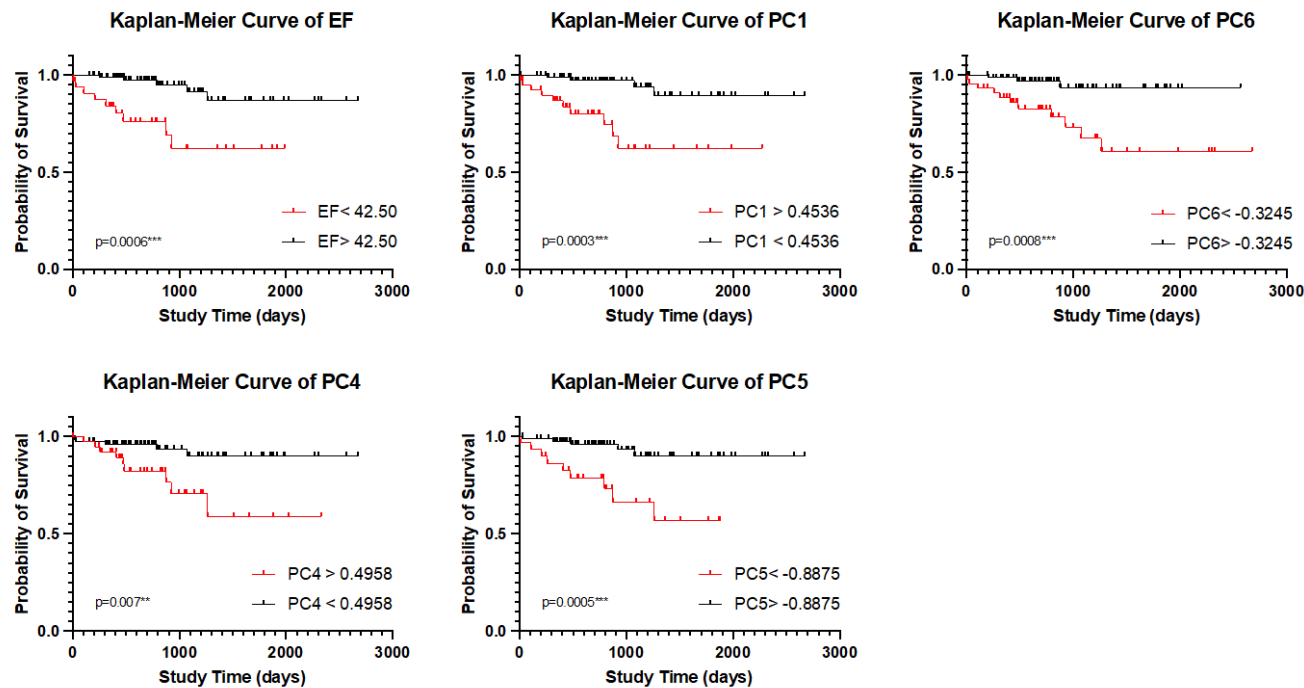 Kaplan-Meier Curve of EF
Probability of Survival
1.0
0.5
0.0
EF< 42.50
EF> 42.50
p=0.0006***
0 1000 2000 3000
Study Time (days)
Kaplan-Meier Curve of PC1
Probability of Survival
1.0
0.5
0.0
PC1 > 0.4536
PC1 < 0.4536
p=0.0003***
0 1000 2000 3000
Study Time (days)
Kaplan-Meier Curve of PC6
Probability of Survival
1.0
0.5
0.0
PC6< -0.3245
PC6> -0.3245
p=0.0008***
0 1000 2000 3000
Study Time (days)
Kaplan-Meier Curve of PC4
Probability of Survival
1.0
0.5
0.0
PC4 > 0.4958
PC4 < 0.4958
p=0.007**
0 1000 2000 3000
Study Time (days)
Kaplan-Meier Curve of PC5
Probability of Survival
1.0
0.5
0.0
PC5< -0.8875
PC5> -0.8875
p=0.0005***
0 1000 2000 3000
Study Time (days)